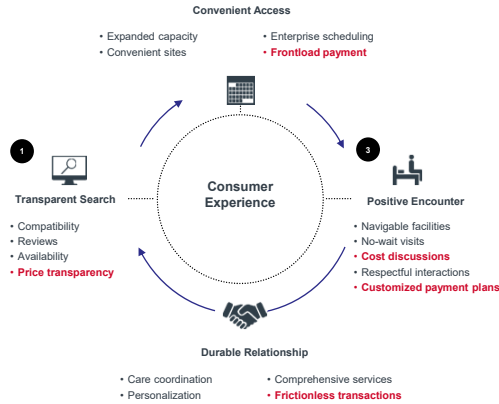 Convenient Access
• Expanded capacity
• Convenient sites
• Enterprise scheduling
• Frontload payment
1
Transparent Search
• Compatibility
• Reviews
• Availability
• Price transparency
Consumer
Experience
3
Positive Encounter
• Navigable facilities
• No-wait visits
• Cost discussions
• Respectful interactions
• Customized payment plans
Durable Relationship
• Care coordination
• Personalization
• Comprehensive services
• Frictionless transactions